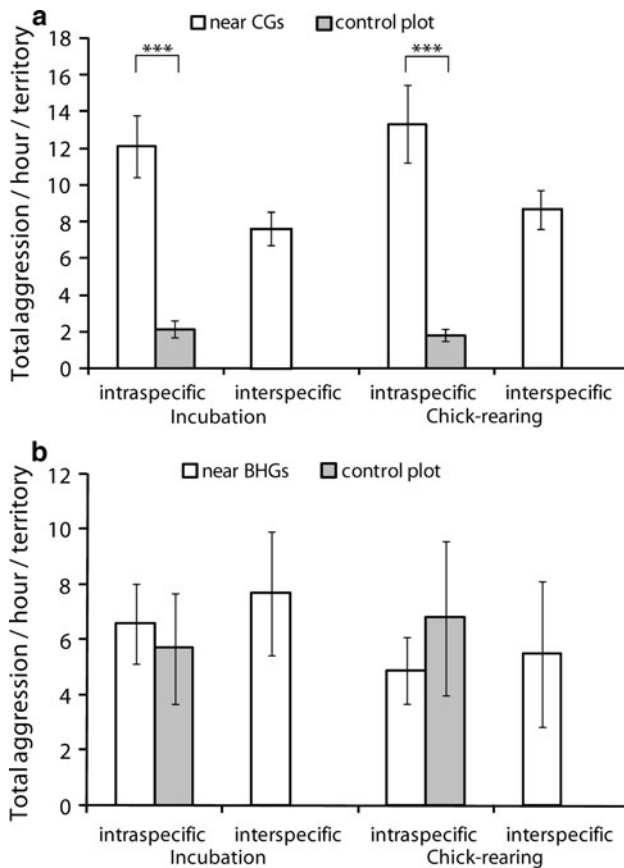 a
near CGs control plot
Total aggression / hour / territory
18
16
14
12
10
8
6
4
2
0
*** ***
intraspecific interspecific intraspecific interspecific
Incubation Chick-rearing
b
near BHGs control plot
Total aggression / hour / territory
12
10
8
6
4
2
0
intraspecific interspecific intraspecific interspecific
Incubation Chick-rearing